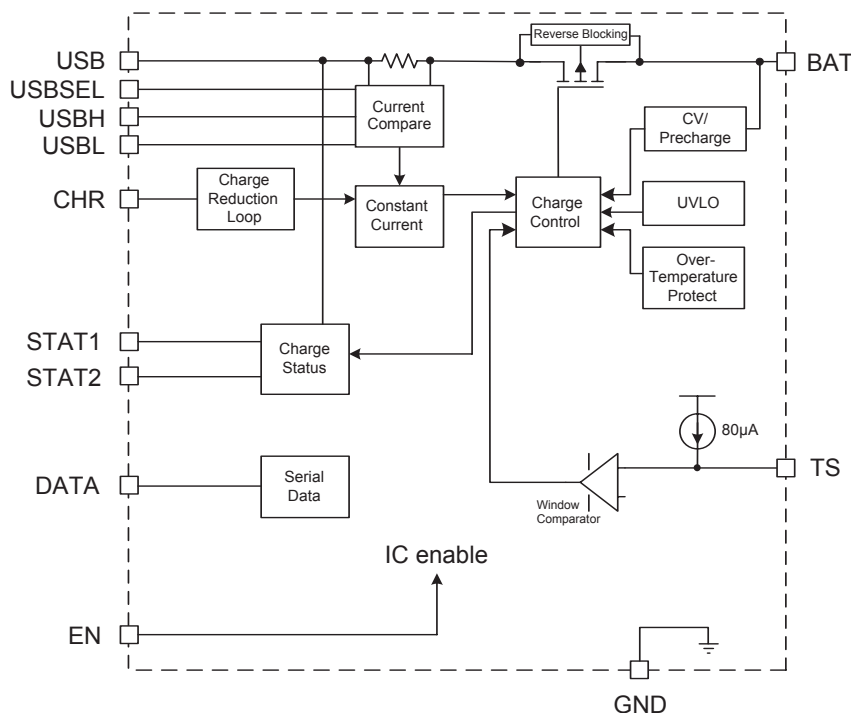 Reverse Blocking
USB
BAT
USBSEL
USBH
USBL
Current
Compare
CV/
Precharge
CHR
Charge
Reduction
Loop
Constant
Current
Charge
Control
UVLO
Over-
Temperature
Protect
STAT1
STAT2
Charge
Status
80µA
TS
DATA
Serial
Data
Window
Comparator
IC enable
EN
GND